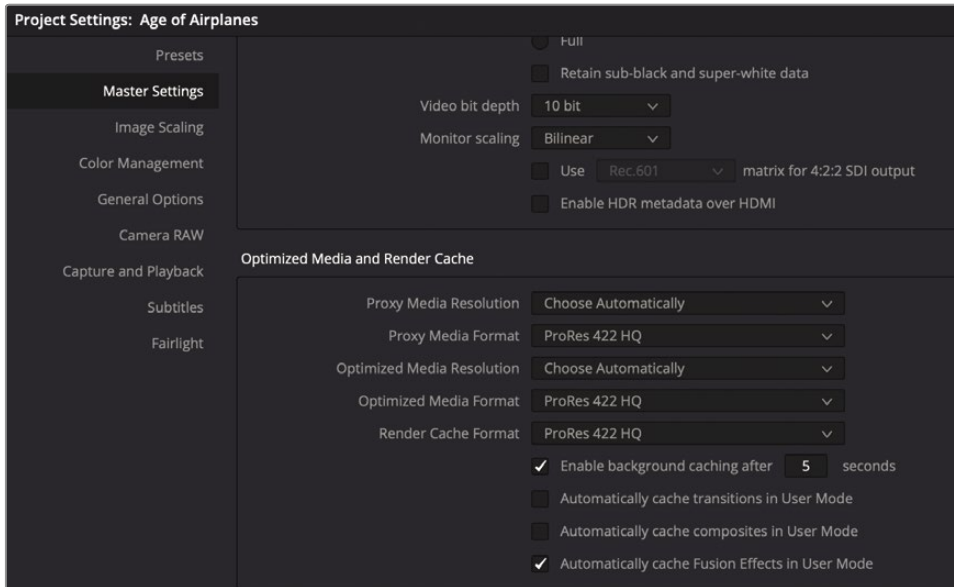 Project Settings: Age of Airplanes
Presets
Master Settings
Image Scaling
Color Management
General Options
Camera RAW
Capture and Playback
Subtitles
Fairlight
Full
Retain sub-black and super-white data
Video bit depth 10 bit
Monitor scaling Bilinear
Use Rec.601 matrix for 4:2:2 SDI output
Enable HDR metadata over HDMI
Optimized Media and Render Cache
Proxy Media Resolution Choose Automatically
Proxy Media Format ProRes 422 HQ
Optimized Media Resolution Choose Automatically
Optimized Media Format ProRes 422 HQ
Render Cache Format ProRes 422 HQ
Enable background caching after 5 seconds
Automatically cache transitions in User Mode
Automatically cache composites in User Mode
Automatically cache Fusion Effects in User Mode